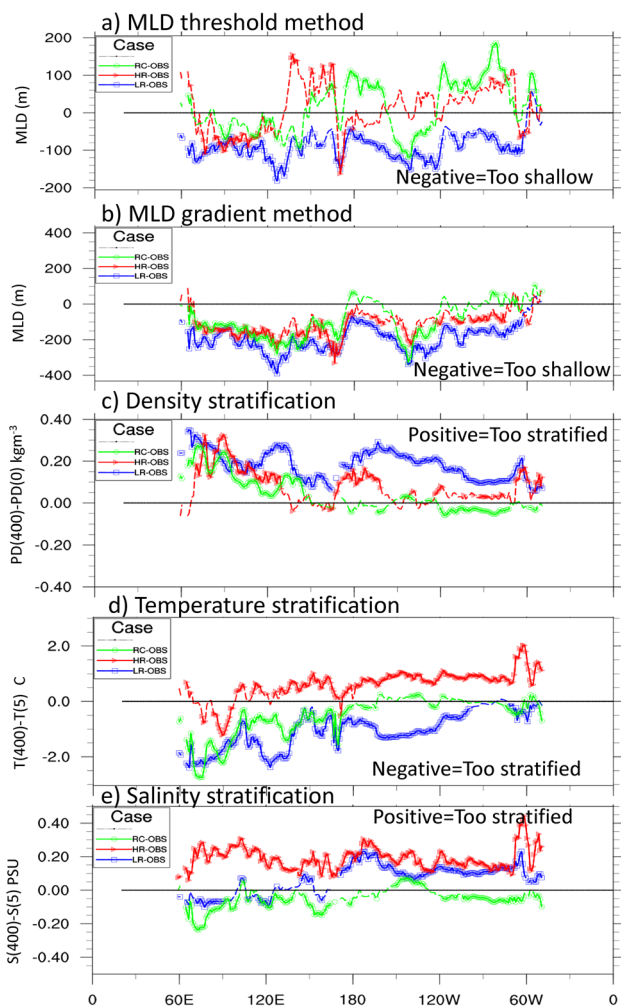 a) MLD threshold method
Case
RC-OBS
HR-OBS
LR-OBS
200
100
0
-100
-200
MLD (m)
Negative=Too shallow
b) MLD gradient method
Case
RC-OBS
HR-OBS
LR-OBS
400
200
0
-200
-400
MLD (m)
Negative=Too shallow
c) Density stratification
Case
RC-OBS
HR-OBS
LR-OBS
Positive=Too stratified
0.40
0.20
0.00
-0.20
-0.40
PD(400)-PD(0) kgm⁻³
d) Temperature stratification
Case
RC-OBS
HR-OBS
LR-OBS
2.0
0.0
-2.0
T(400)-T(5) C
Negative=Too stratified
e) Salinity stratification
Case
RC-OBS
HR-OBS
LR-OBS
Positive=Too stratified
0.40
0.20
0.00
-0.20
-0.40
S(400)-S(5) PSU
0 60E 120E 180 120W 60W 0